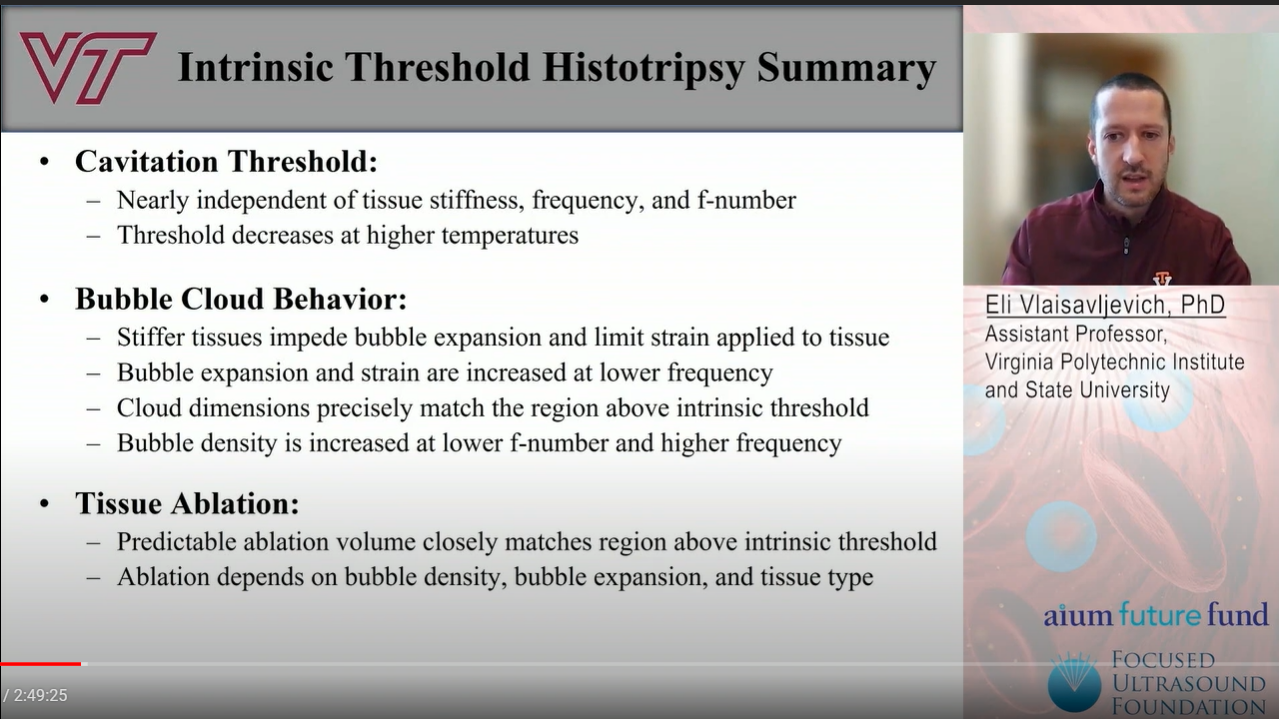 VT Intrinsic Threshold Histotripsy Summary
• Cavitation Threshold:
– Nearly independent of tissue stiffness, frequency, and f-number
– Threshold decreases at higher temperatures
• Bubble Cloud Behavior:
– Stiffer tissues impede bubble expansion and limit strain applied to tissue
– Bubble expansion and strain are increased at lower frequency
– Cloud dimensions precisely match the region above intrinsic threshold
– Bubble density is increased at lower f-number and higher frequency
• Tissue Ablation:
– Predictable ablation volume closely matches region above intrinsic threshold
– Ablation depends on bubble density, bubble expansion, and tissue type
/ 2:49:25
Eli Vlaisavljevich, PhD
Assistant Professor,
Virginia Polytechnic Institute
and State University
aium future fund
FOCUSED
ULTRASOUND
FOUNDATION